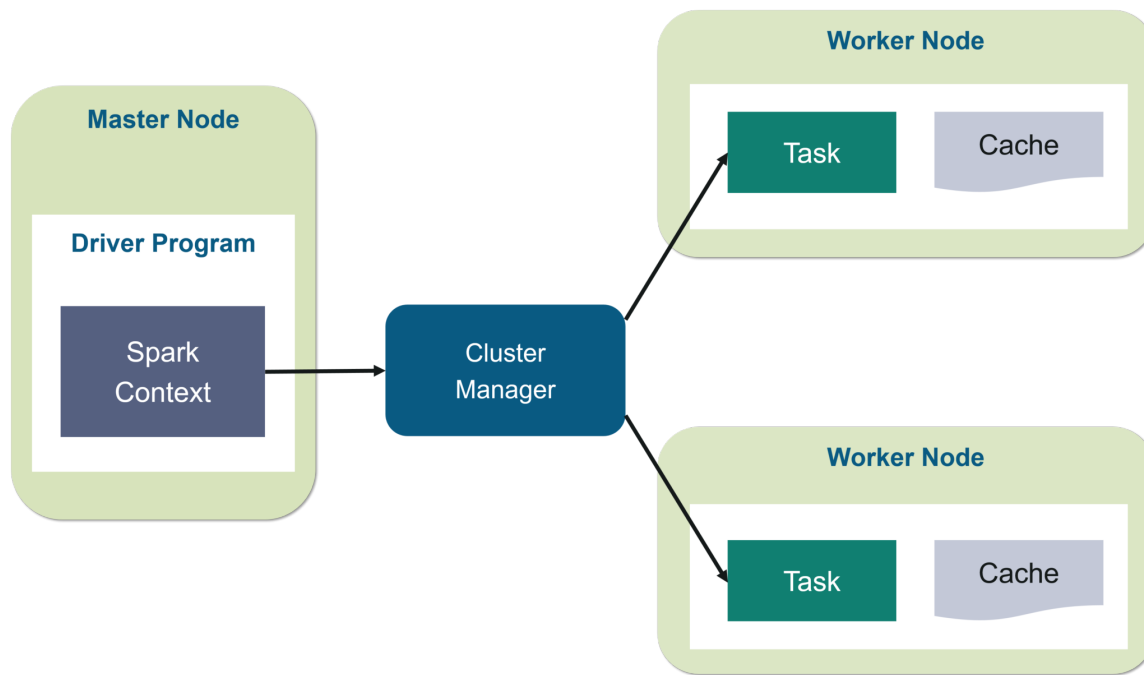 Master Node
Driver Program
Spark
Context
Cluster
Manager
Worker Node
Task
Cache
Worker Node
Task
Cache